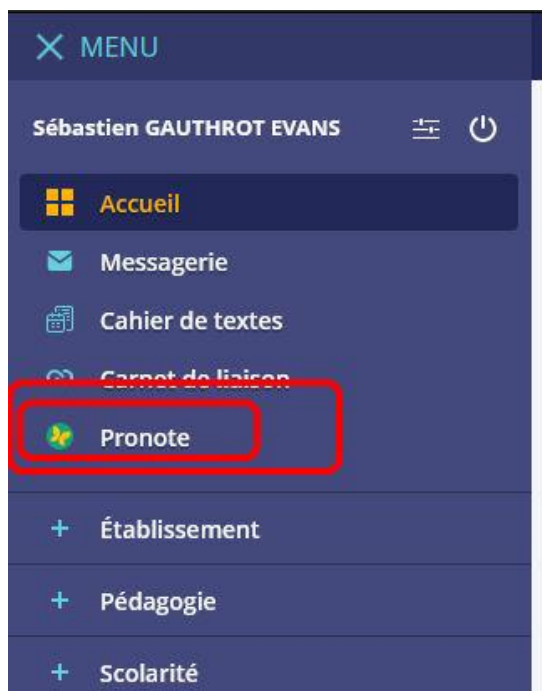 MENU
Sébastien GAUTHROT EVANS
Accueil
Messagerie
Cahier de textes
Carnet de liaison
Pronote
+ Établissement
+ Pédagogie
+ Scolarité